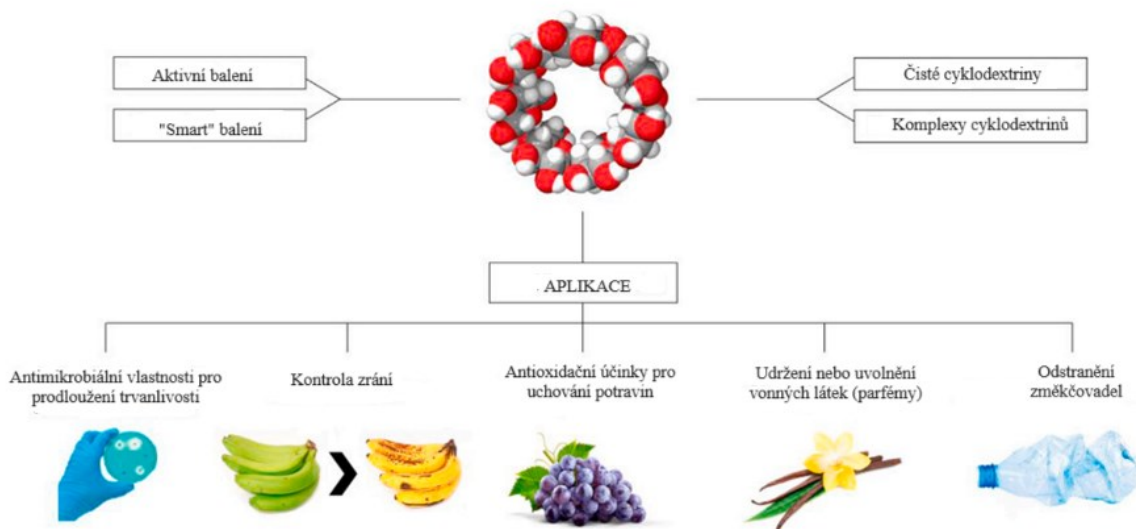 Aktivní balení
"Smart" balení
Čisté cyklodextriny
Komplexy cyklodextrinů
APLIKACE
Antimikrobiální vlastnosti pro
prodloužení trvanlivosti
Kontrola zrání
Antioxidační účinky pro
uchování potravin
Udržení nebo uvolnění
vonných látek (parfémy)
Odstranění
změkčovadel